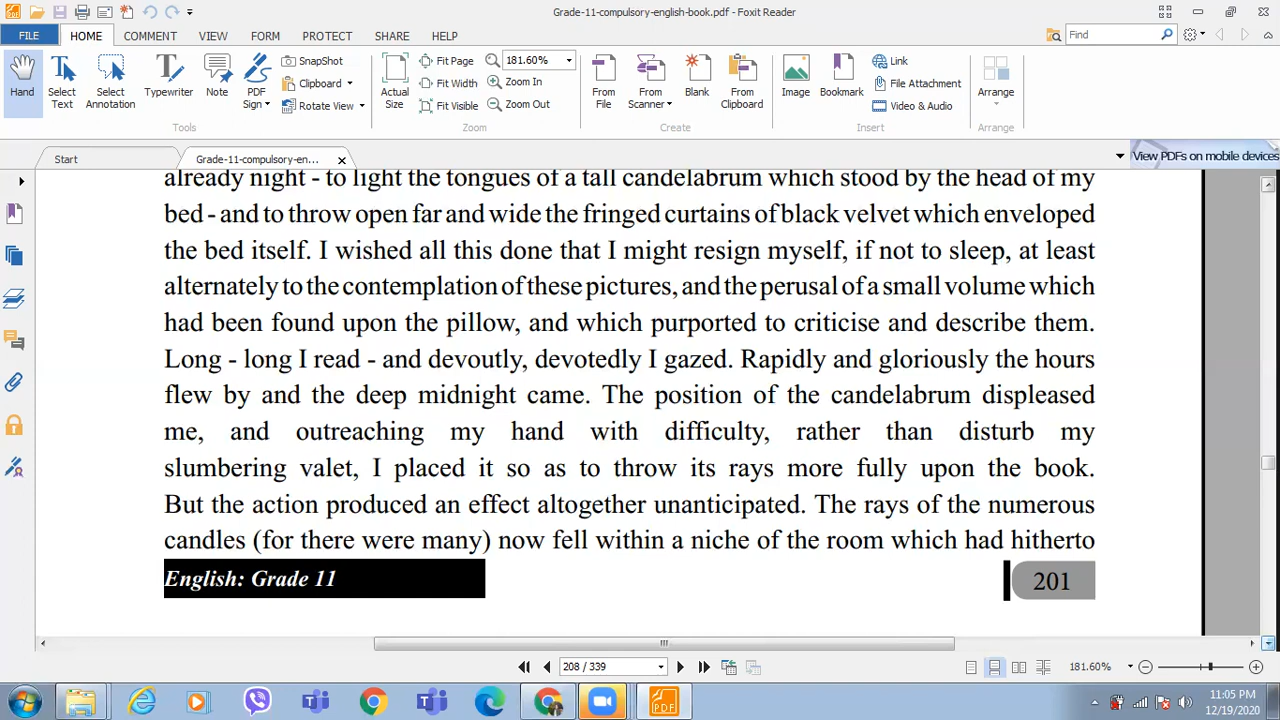 Grade-11-compulsory-english-book.pdf - Foxit Reader
FILE HOME COMMENT VIEW FORM PROTECT SHARE HELP
Find
Hand
Select Text
Select Annotation
Typewriter
Note
PDF Sign
SnapShot
Clipboard
Rotate View
Tools
Actual Size
Fit Page
Fit Width
Fit Visible
181.60%
Zoom In
Zoom Out
Zoom
From File
From Scanner
Blank
From Clipboard
Create
Image
Bookmark
Link
File Attachment
Video & Audio
Insert
Arrange
Arrange
Start
Grade-11-compulsory-en...
View PDFs on mobile devices
already night - to light the tongues of a tall candelabrum which stood by the head of my
bed - and to throw open far and wide the fringed curtains of black velvet which enveloped
the bed itself. I wished all this done that I might resign myself, if not to sleep, at least
alternately to the contemplation of these pictures, and the perusal of a small volume which
had been found upon the pillow, and which purported to criticise and describe them.
Long - long I read - and devoutly, devotedly I gazed. Rapidly and gloriously the hours
flew by and the deep midnight came. The position of the candelabrum displeased
me, and outreaching my hand with difficulty, rather than disturb my
slumbering valet, I placed it so as to throw its rays more fully upon the book.
But the action produced an effect altogether unanticipated. The rays of the numerous
candles (for there were many) now fell within a niche of the room which had hitherto
English: Grade 11
201
208 / 339
181.60%
11:05 PM
12/19/2020